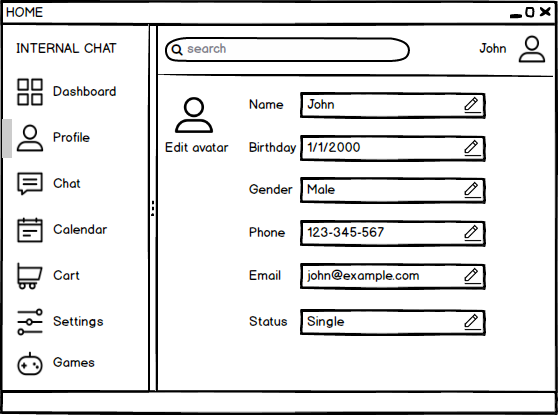 HOME
INTERNAL CHAT
Dashboard
Profile
Chat
Calendar
Cart
Settings
Games
search
John
Edit avatar
Name John
Birthday 1/1/2000
Gender Male
Phone 123-345-567
Email john@example.com
Status Single